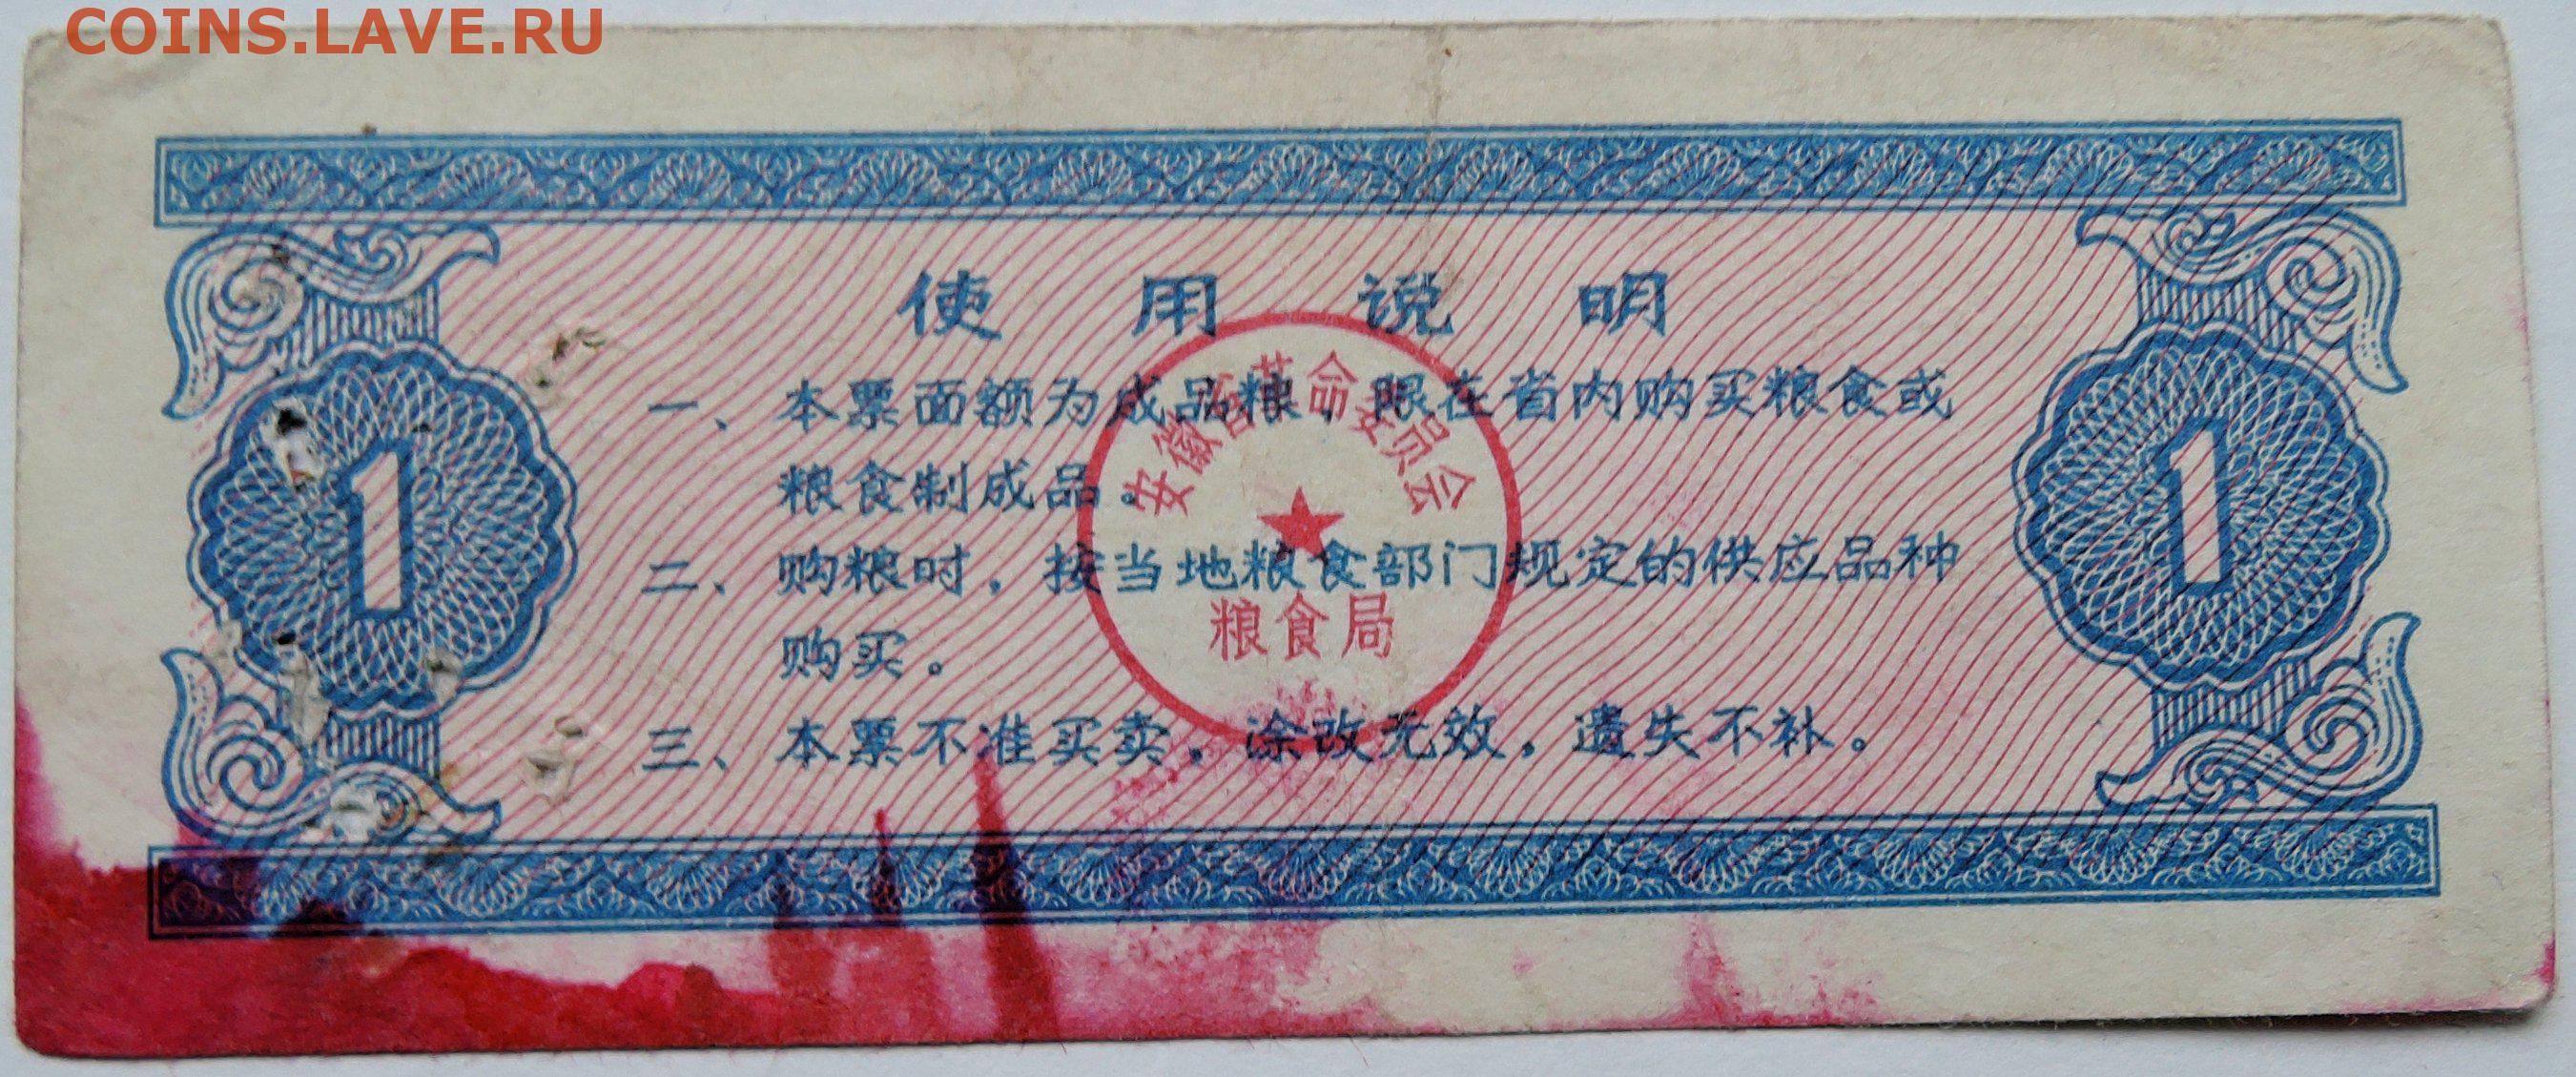 COINS.LAVE.RU
使用说明
一、本票面额为成品粮，限在省内购买粮食或
粮食制成品。
二、购粮时，按当地粮食部门规定的供应品种
购买。
三、本票不准买卖，涂改无效，遗失不补。
安徽省革命委员会
粮食局
1
1